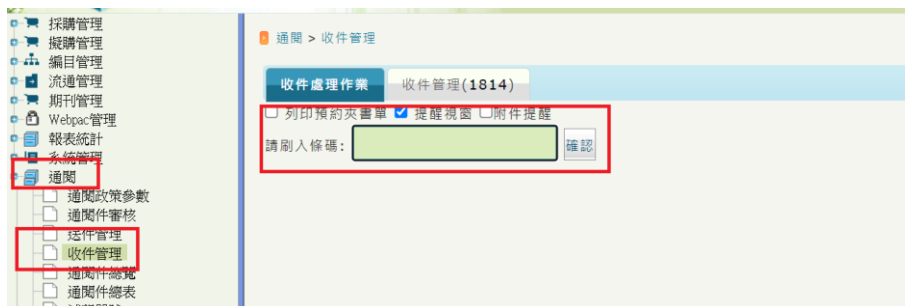 採購管理
擬購管理
編目管理
流通管理
期刊管理
Webpac管理
報表統計
系統管理
通閱
通閱政策參數
通閱件審核
送件管理
收件管理
通閱件總覽
通閱件總表
通閱 > 收件管理
收件處理作業 收件管理(1814)
列印預約夾書單 提醒視窗 附件提醒
請刷入條碼: 確認